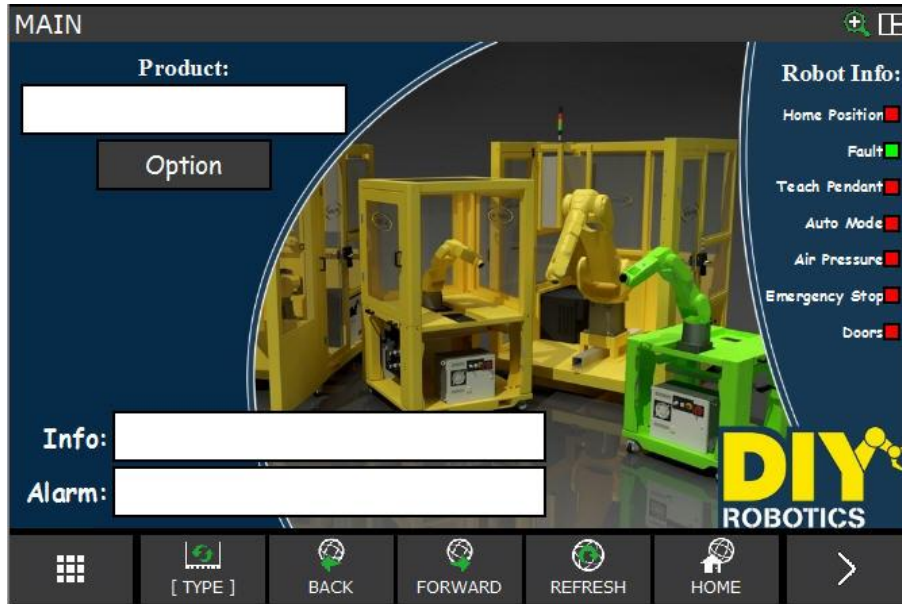 MAIN
Product:
Option
Robot Info:
Home Position
Fault
Teach Pendant
Auto Mode
Air Pressure
Emergency Stop
Doors
Info:
Alarm:
DIY
ROBOTICS
[ TYPE ]
BACK
FORWARD
REFRESH
HOME